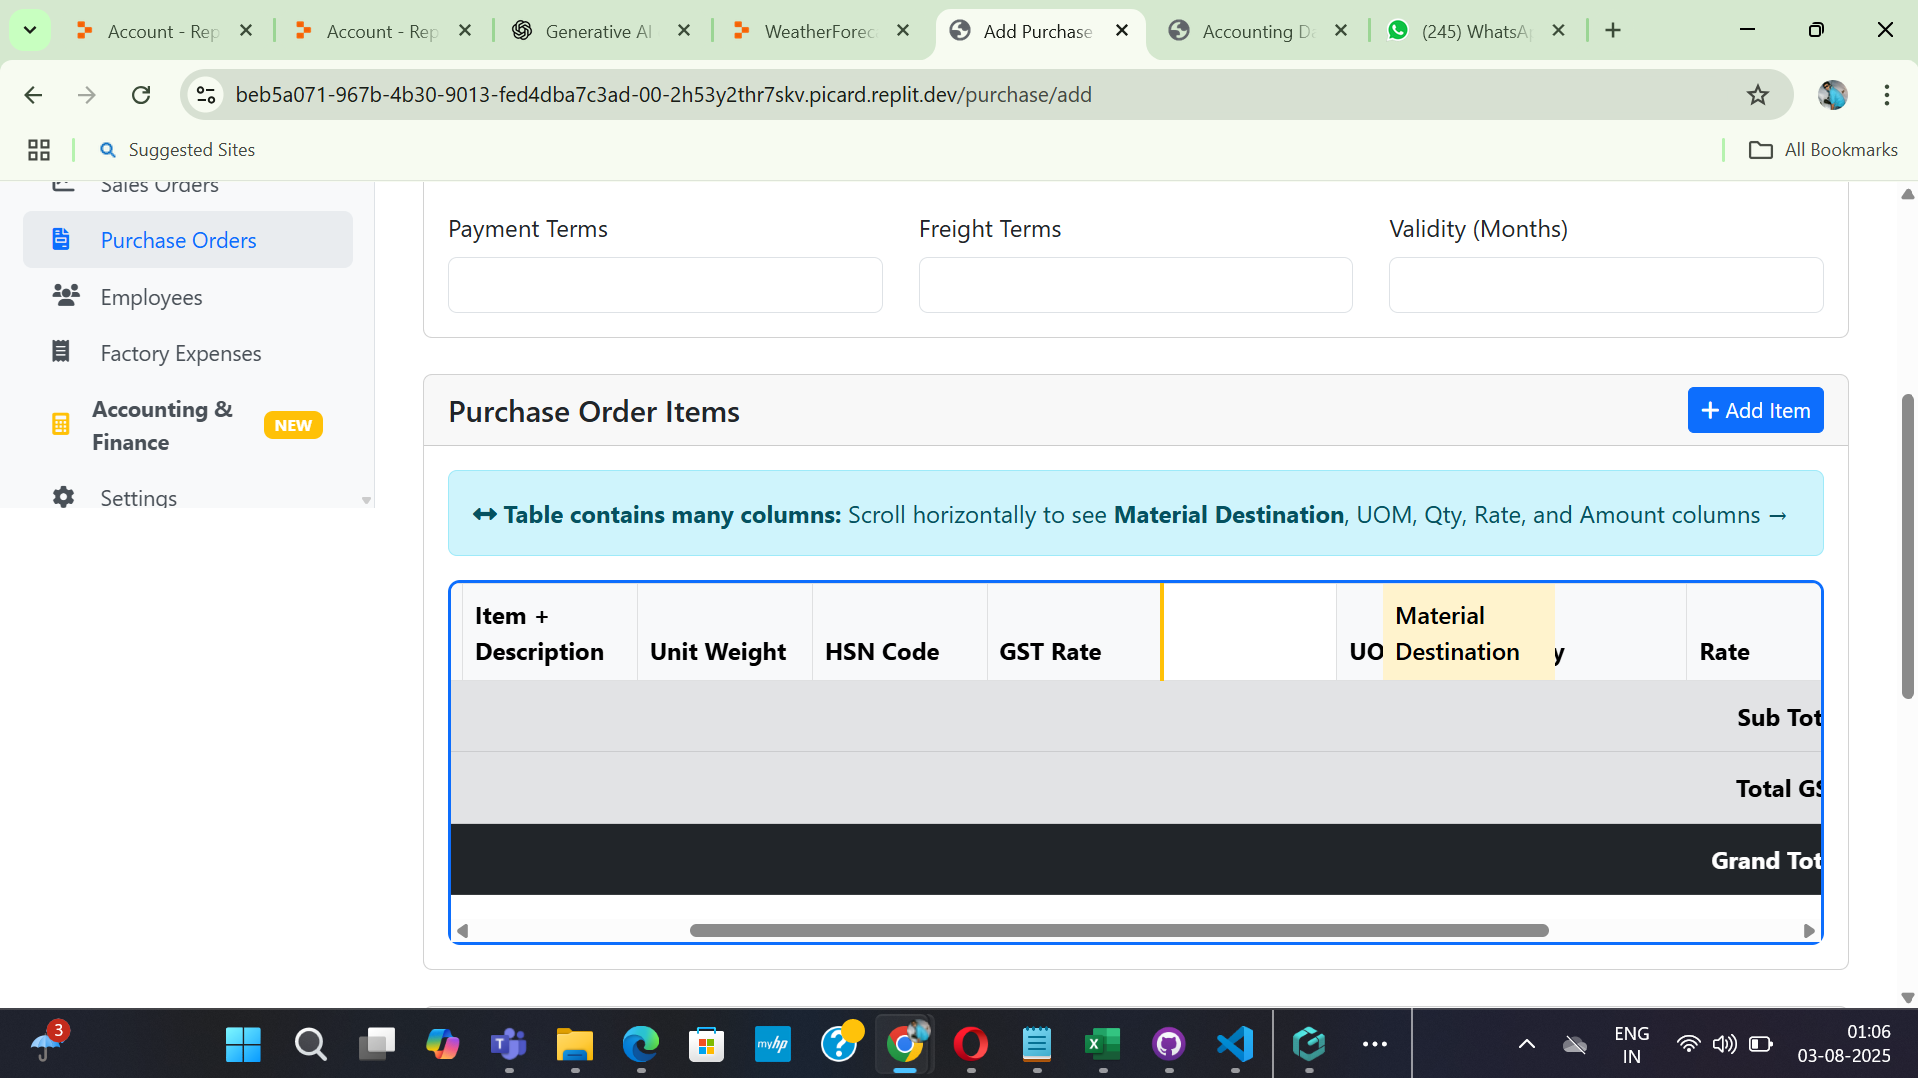 Account - Rep
Account - Rep
Generative AI
WeatherForec
Add Purchase
Accounting Da
(245) WhatsAp
beb5a071-967b-4b30-9013-fed4dba7c3ad-00-2h53y2thr7skv.picard.replit.dev/purchase/add
Suggested Sites
All Bookmarks
Sales Orders
Purchase Orders
Employees
Factory Expenses
Accounting &
Finance
NEW
Settings
Payment Terms
Freight Terms
Validity (Months)
Purchase Order Items
+ Add Item
↔ Table contains many columns: Scroll horizontally to see Material Destination, UOM, Qty, Rate, and Amount columns →
Item +
Description
Unit Weight
HSN Code
GST Rate
UO
Material
Destination
y
Rate
Sub Tot
Total GS
Grand Tot
3
myhp
ENG
IN
01:06
03-08-2025